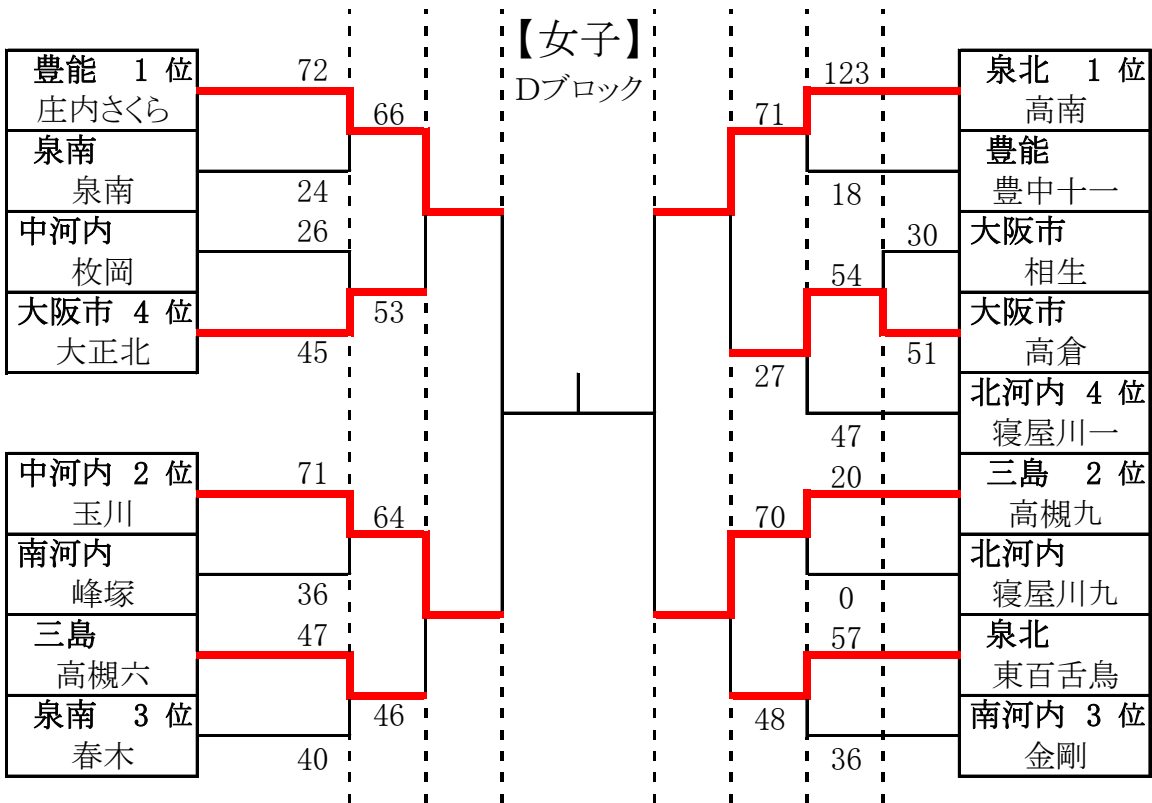 【女子】
Dブロック
豊能 1 位
庄内さくら
72
66
泉南
泉南
24
中河内
枚岡
26
大阪市 4 位
大正北
45
53
中河内 2 位
玉川
71
64
南河内
峰塚
36
三島
高槻六
47
46
泉南 3 位
春木
40
123
泉北 1 位
高南
71
豊能
豊中十一
18
30
大阪市
相生
54
大阪市
高倉
51
27
北河内 4 位
寝屋川一
47
20
三島 2 位
高槻九
70
北河内
寝屋川九
0
57
泉北
東百舌鳥
48
南河内 3 位
金剛
36